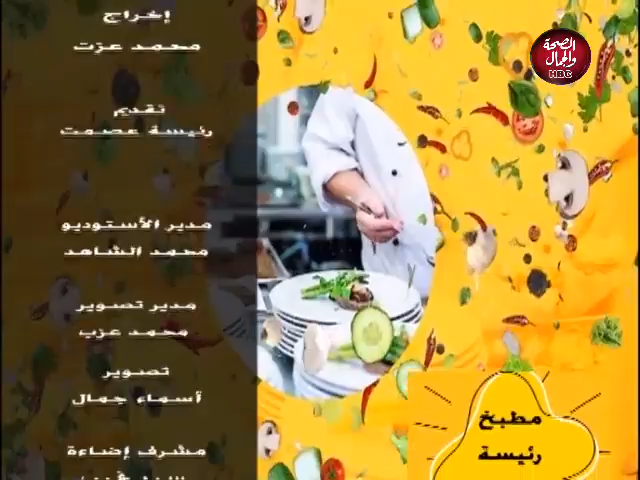 إخراج
محمد عزت
تقديم
رئيسة عصمت
مدير الأستوديو
محمد الشاهد
مدير تصوير
محمد عزب
تصوير
أسماء جمال
مشرف إضاءة
الصحة
والجمال
HBC
مطبخ
رئيسة